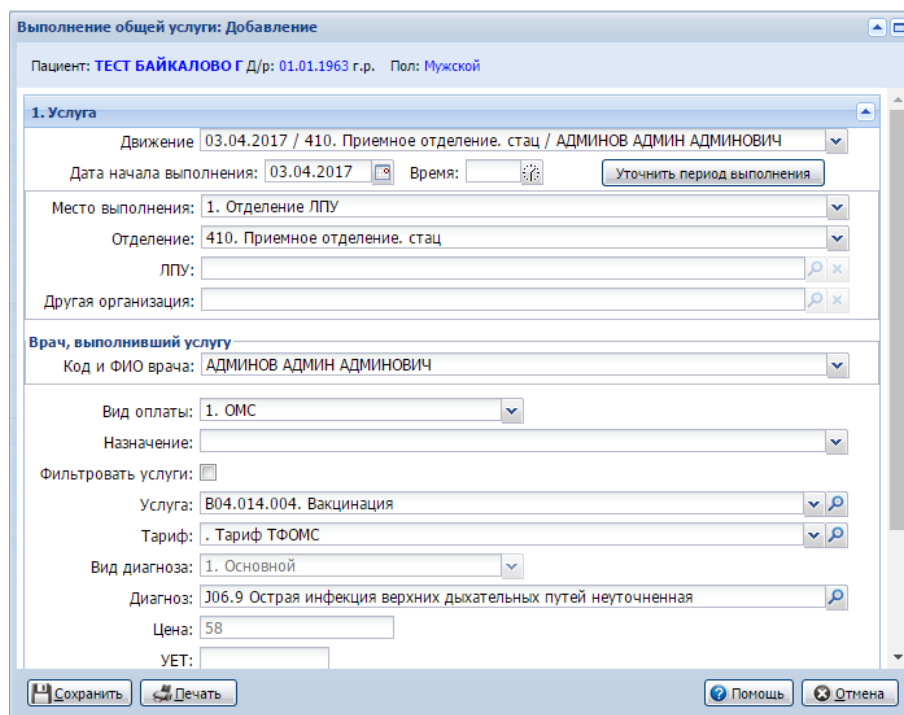 Выполнение общей услуги: Добавление
Пациент: ТЕСТ БАЙКАЛОВО Г Д/р: 01.01.1963 г.р. Пол: Мужской
1. Услуга
Движение 03.04.2017 / 410. Приемное отделение. стац / АДМИНОВ АДМИН АДМИНОВИЧ
Дата начала выполнения: 03.04.2017 Время: Уточнить период выполнения
Место выполнения: 1. Отделение ЛПУ
Отделение: 410. Приемное отделение. стац
ЛПУ:
Другая организация:
Врач, выполнивший услугу
Код и ФИО врача: АДМИНОВ АДМИН АДМИНОВИЧ
Вид оплаты: 1. ОМС
Назначение:
Фильтровать услуги:
Услуга: B04.014.004. Вакцинация
Тариф: . Тариф ТФОМС
Вид диагноза: 1. Основной
Диагноз: J06.9 Острая инфекция верхних дыхательных путей неуточненная
Цена: 58
УЕТ:
Сохранить Печать Помощь Отмена